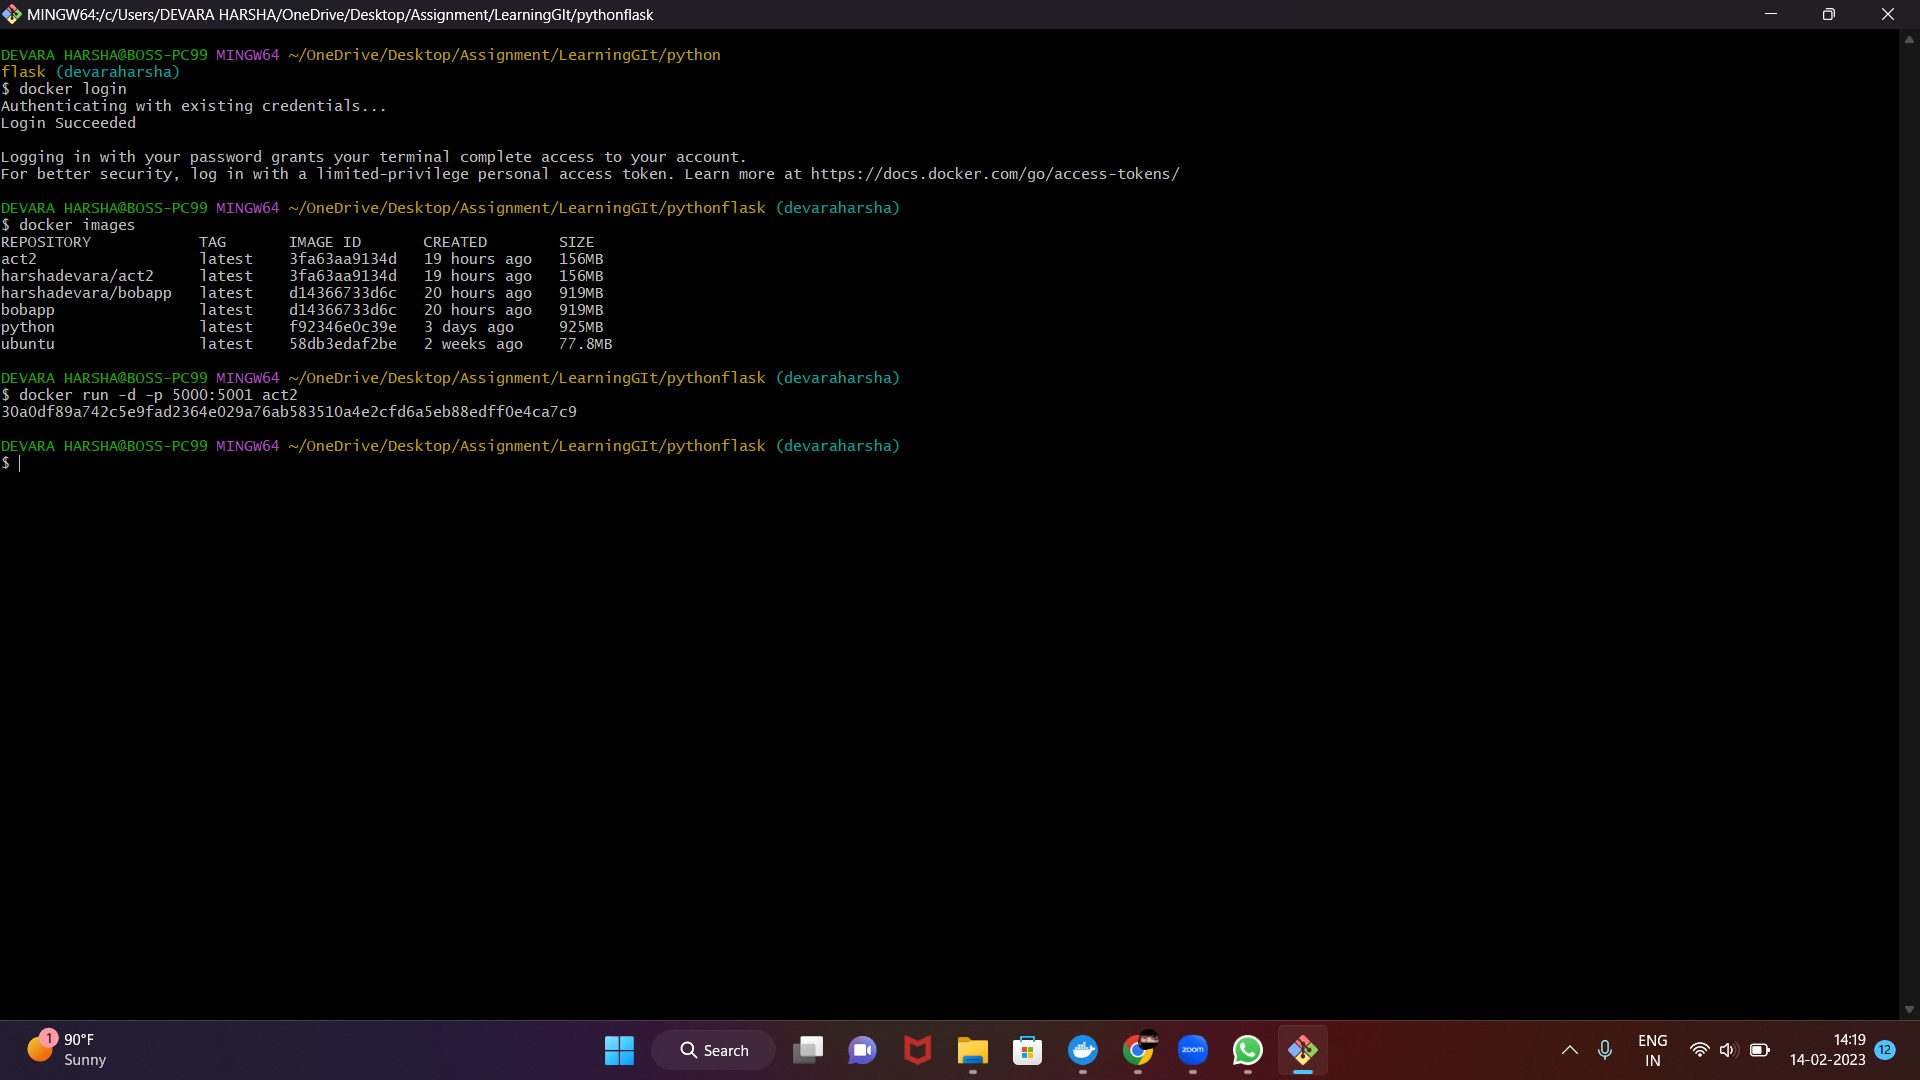 MINGW64:/c/Users/DEVARA HARSHA/OneDrive/Desktop/Assignment/LearningGIt/pythonflask
DEVARA HARSHA@BOSS-PC99 MINGW64 ~/OneDrive/Desktop/Assignment/LearningGIt/python
flask (devaraharsha)
$ docker login
Authenticating with existing credentials...
Login Succeeded
Logging in with your password grants your terminal complete access to your account.
For better security, log in with a limited-privilege personal access token. Learn more at https://docs.docker.com/go/access-tokens/
DEVARA HARSHA@BOSS-PC99 MINGW64 ~/OneDrive/Desktop/Assignment/LearningGIt/pythonflask (devaraharsha)
$ docker images
REPOSITORY TAG IMAGE ID CREATED SIZE
act2 latest 3fa63aa9134d 19 hours ago 156MB
harshadevara/act2 latest 3fa63aa9134d 19 hours ago 156MB
harshadevara/bobapp latest d14366733d6c 20 hours ago 919MB
bobapp latest d14366733d6c 20 hours ago 919MB
python latest f92346e0c39e 3 days ago 925MB
ubuntu latest 58db3edaf2be 2 weeks ago 77.8MB
DEVARA HARSHA@BOSS-PC99 MINGW64 ~/OneDrive/Desktop/Assignment/LearningGIt/pythonflask (devaraharsha)
$ docker run -d -p 5000:5001 act2
30a0df89a742c5e9fad2364e029a76ab583510a4e2cfd6a5eb88edff0e4ca7c9
DEVARA HARSHA@BOSS-PC99 MINGW64 ~/OneDrive/Desktop/Assignment/LearningGIt/pythonflask (devaraharsha)
$
1
90°F
Sunny
Search
zoom
ENG
IN
14:19
14-02-2023
12